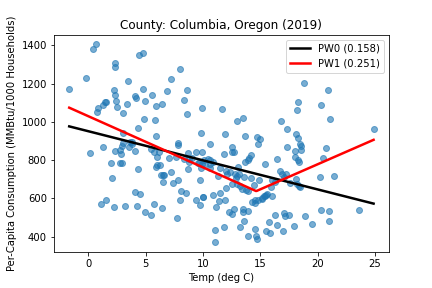 County: Columbia, Oregon (2019)
PW0 (0.158)
PW1 (0.251)
Per-Capita Consumption (MMBtu/1000 Households)
1400
1200
1000
800
600
400
0 5 10 15 20 25
Temp (deg C)